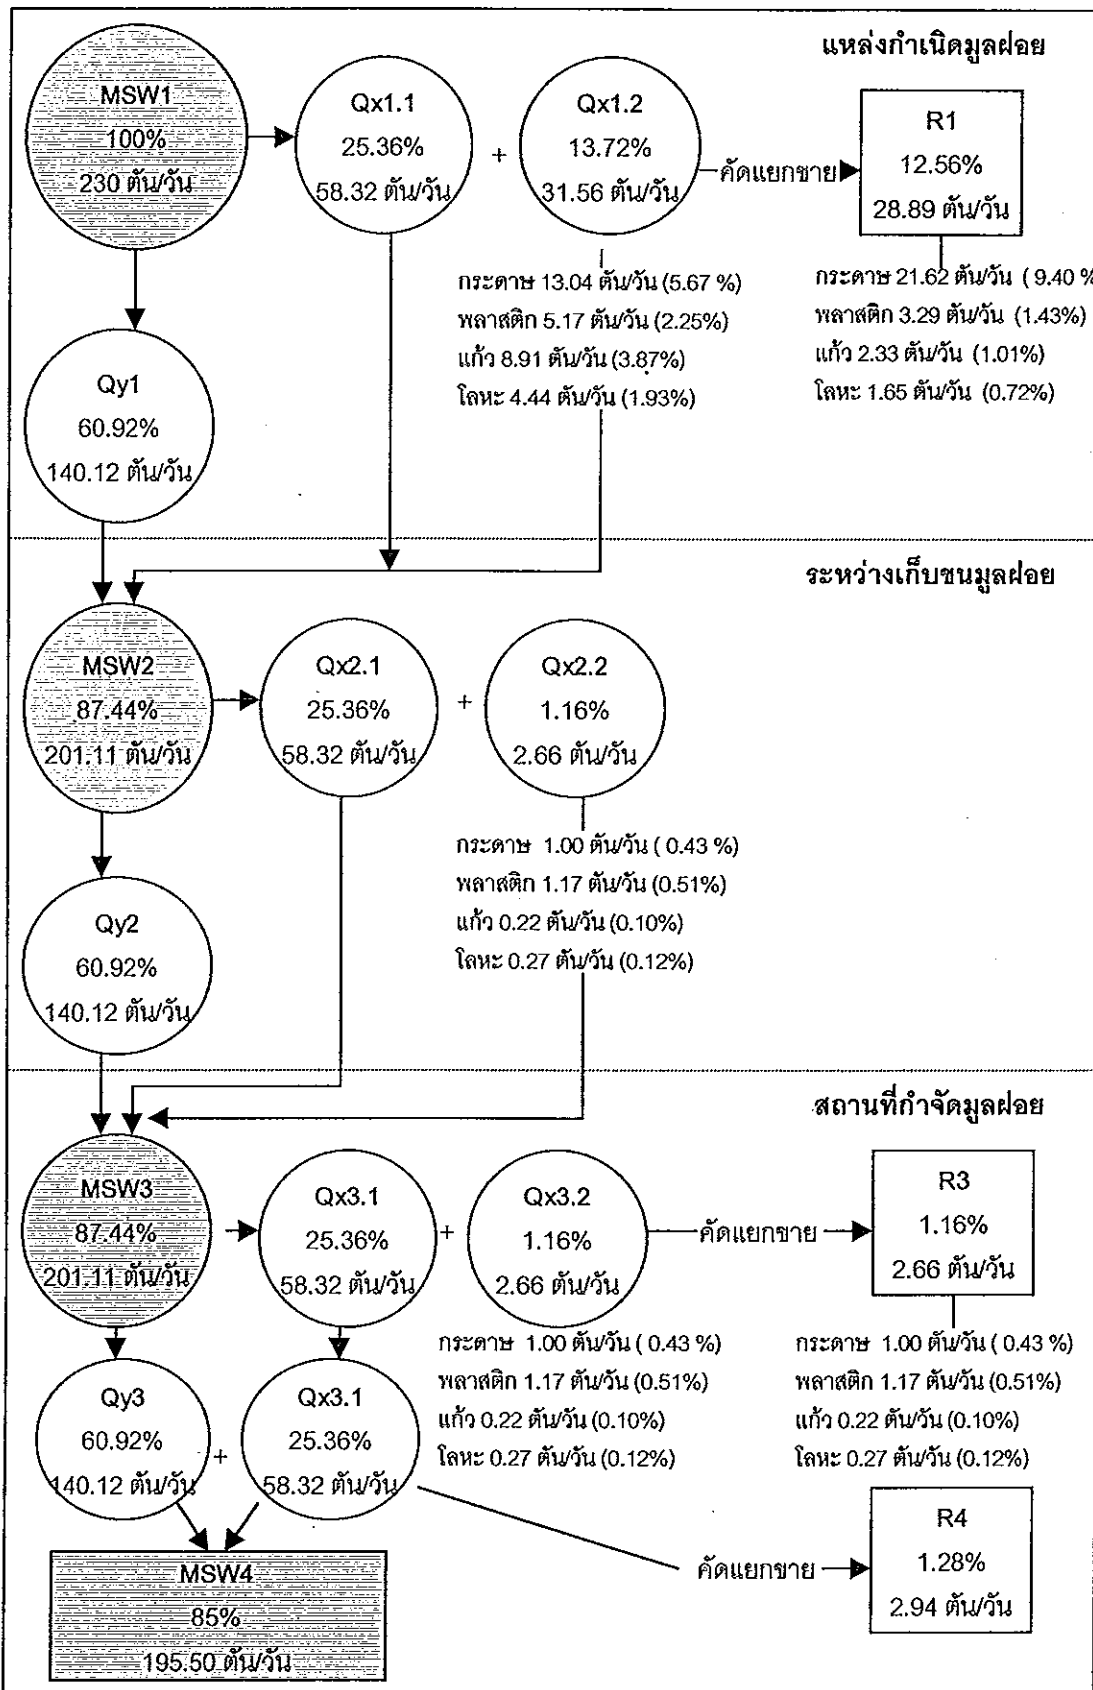 แหล่งกำเนิดมูลฝอย
MSW1
100%
230 ตัน/วัน
Qx1.1
25.36%
58.32 ตัน/วัน
+
Qx1.2
13.72%
31.56 ตัน/วัน
คัดแยกขาย
R1
12.56%
28.89 ตัน/วัน
กระดาษ 13.04 ตัน/วัน (5.67 %)
พลาสติก 5.17 ตัน/วัน (2.25%)
แก้ว 8.91 ตัน/วัน (3.87%)
โลหะ 4.44 ตัน/วัน (1.93%)
กระดาษ 21.62 ตัน/วัน ( 9.40 %
พลาสติก 3.29 ตัน/วัน (1.43%)
แก้ว 2.33 ตัน/วัน (1.01%)
โลหะ 1.65 ตัน/วัน (0.72%)
Qy1
60.92%
140.12 ตัน/วัน
ระหว่างเก็บขนมูลฝอย
MSW2
87.44%
201.11 ตัน/วัน
Qx2.1
25.36%
58.32 ตัน/วัน
+
Qx2.2
1.16%
2.66 ตัน/วัน
กระดาษ 1.00 ตัน/วัน ( 0.43 %)
พลาสติก 1.17 ตัน/วัน (0.51%)
แก้ว 0.22 ตัน/วัน (0.10%)
โลหะ 0.27 ตัน/วัน (0.12%)
Qy2
60.92%
140.12 ตัน/วัน
สถานที่กำจัดมูลฝอย
MSW3
87.44%
201.11 ตัน/วัน
Qx3.1
25.36%
58.32 ตัน/วัน
+
Qx3.2
1.16%
2.66 ตัน/วัน
คัดแยกขาย
R3
1.16%
2.66 ตัน/วัน
กระดาษ 1.00 ตัน/วัน ( 0.43 %)
พลาสติก 1.17 ตัน/วัน (0.51%)
แก้ว 0.22 ตัน/วัน (0.10%)
โลหะ 0.27 ตัน/วัน (0.12%)
กระดาษ 1.00 ตัน/วัน ( 0.43 %)
พลาสติก 1.17 ตัน/วัน (0.51%)
แก้ว 0.22 ตัน/วัน (0.10%)
โลหะ 0.27 ตัน/วัน (0.12%)
Qy3
60.92%
140.12 ตัน/วัน
+
Qx3.1
25.36%
58.32 ตัน/วัน
คัดแยกขาย
R4
1.28%
2.94 ตัน/วัน
MSW4
85%
195.50 ตัน/วัน